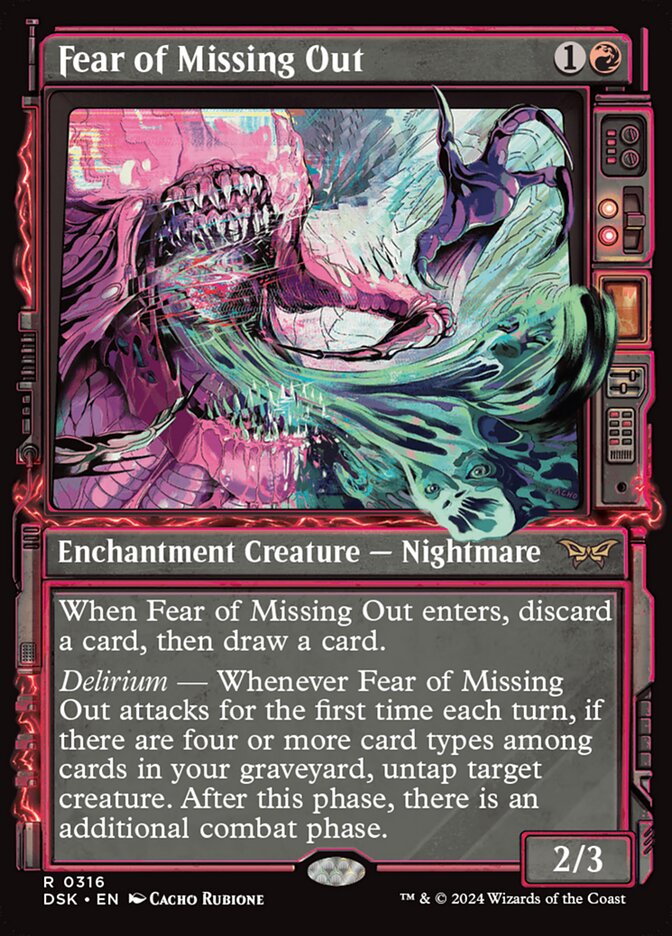 Fear of Missing Out 1
Enchantment Creature — Nightmare
When Fear of Missing Out enters, discard
a card, then draw a card.
Delirium — Whenever Fear of Missing
Out attacks for the first time each turn, if
there are four or more card types among
cards in your graveyard, untap target
creature. After this phase, there is an
additional combat phase.
2/3
R 0316
DSK • EN Cacho Rubione
™ & © 2024 Wizards of the Coast